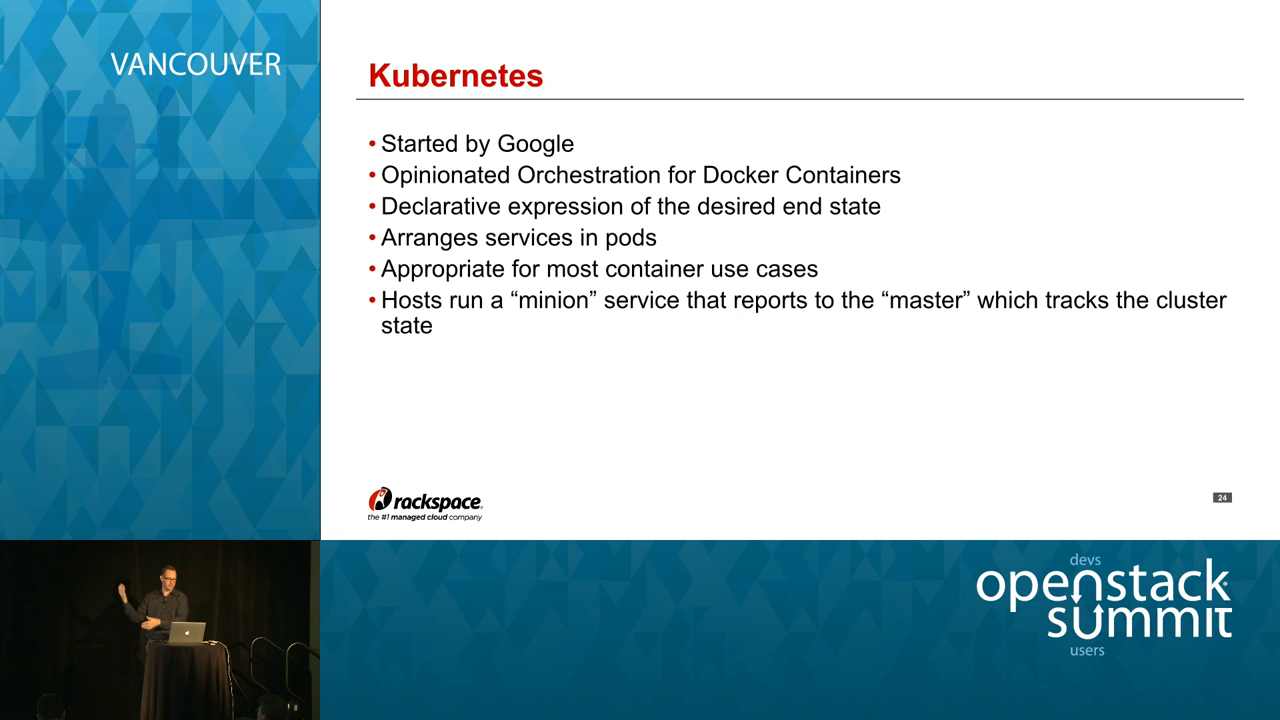 VANCOUVER
Kubernetes
• Started by Google
• Opinionated Orchestration for Docker Containers
• Declarative expression of the desired end state
• Arranges services in pods
• Appropriate for most container use cases
• Hosts run a “minion” service that reports to the “master” which tracks the cluster
state
rackspace
the #1 managed cloud company
24
devs
openstack
summit
users